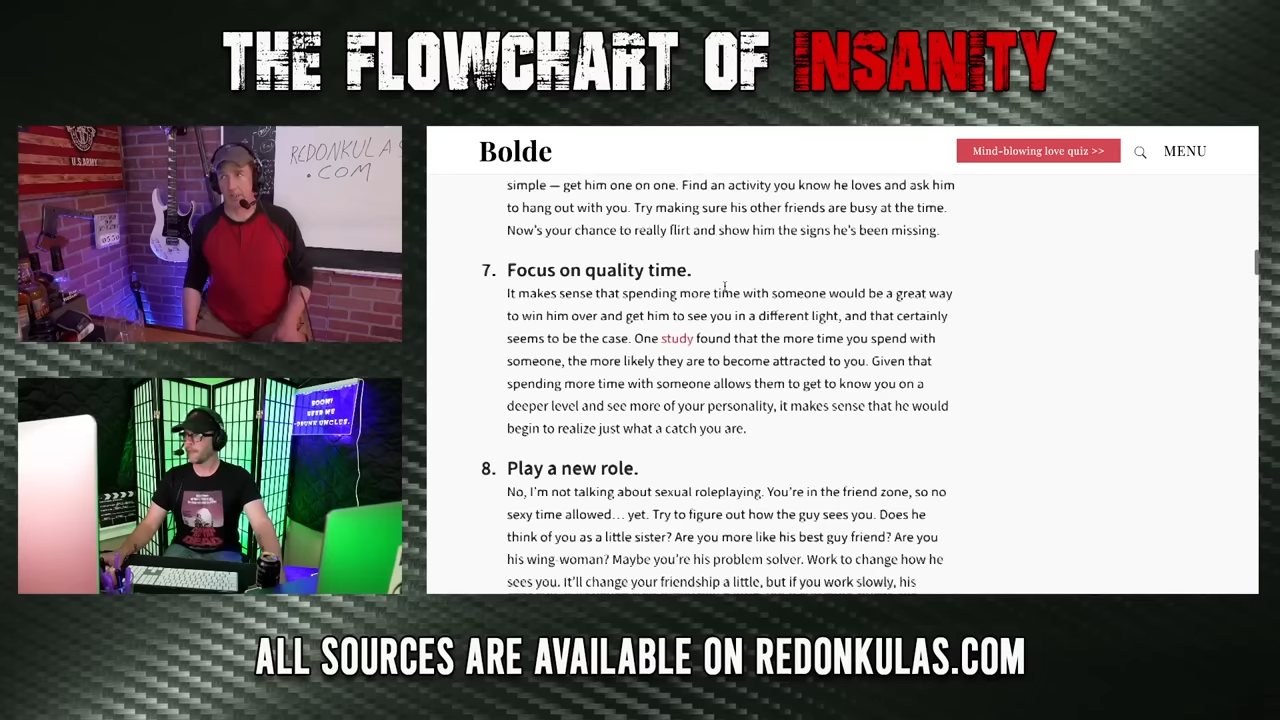 THE FLOWCHART OF INSANITY
U.S. ARMY
REDONKULAS
.COM
BOOM!
BEER ME
-DRUNK UNCLES.
DAWN OF THE
DEAD
Bolde
Mind-blowing love quiz >>
MENU
simple — get him one on one. Find an activity you know he loves and ask him
to hang out with you. Try making sure his other friends are busy at the time.
Now's your chance to really flirt and show him the signs he's been missing.
7. Focus on quality time.
It makes sense that spending more time with someone would be a great way
to win him over and get him to see you in a different light, and that certainly
seems to be the case. One study found that the more time you spend with
someone, the more likely they are to become attracted to you. Given that
spending more time with someone allows them to get to know you on a
deeper level and see more of your personality, it makes sense that he would
begin to realize just what a catch you are.
8. Play a new role.
No, I'm not talking about sexual roleplaying. You're in the friend zone, so no
sexy time allowed… yet. Try to figure out how the guy sees you. Does he
think of you as a little sister? Are you more like his best guy friend? Are you
his wing-woman? Maybe you're his problem solver. Work to change how he
sees you. It'll change your friendship a little, but if you work slowly, his
ALL SOURCES ARE AVAILABLE ON REDONKULAS.COM